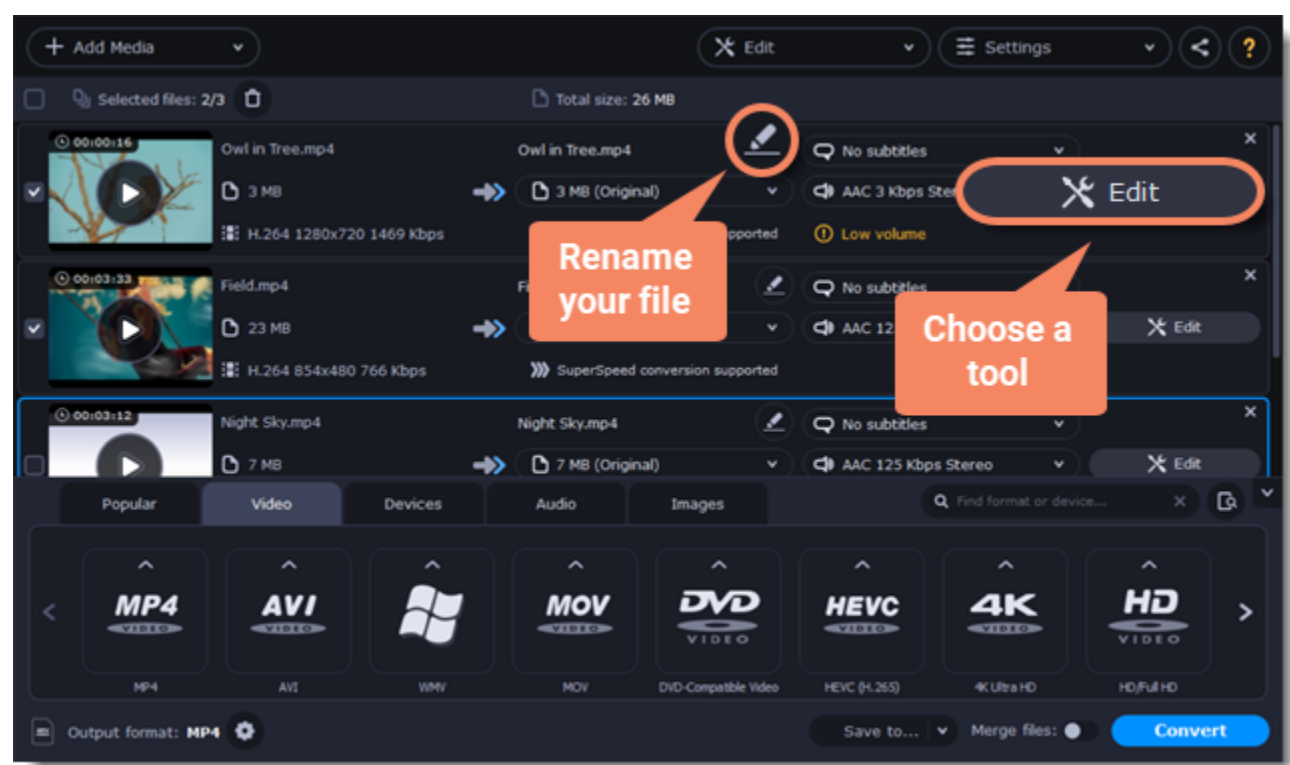 Add Media
Edit
Settings
?
Selected files: 2/3
Total size: 26 MB
00:00:16
Owl in Tree.mp4
Owl in Tree.mp4
No subtitles
3 MB
3 MB (Original)
AAC 3 Kbps
Edit
H.264 1280x720 1469 Kbps
Low volume
Rename
your file
00:03:33
Field.mp4
No subtitles
23 MB
Choose a
tool
Edit
H.264 854x480 766 Kbps
SuperSpeed conversion supported
00:03:12
Night Sky.mp4
Night Sky.mp4
No subtitles
7 MB
7 MB (Original)
AAC 125 Kbps Stereo
Edit
Popular
Video
Devices
Audio
Images
Find format or device...
MP4
VIDEO
AVI
VIDEO
MOV
VIDEO
DVD
VIDEO
HEVC
VIDEO
4K
VIDEO
HD
VIDEO
MP4
AVI
WMV
MOV
DVD-Compatible Video
HEVC (H.265)
4K Ultra HD
HD/Full HD
Output format: MP4
Save to...
Merge files:
Convert